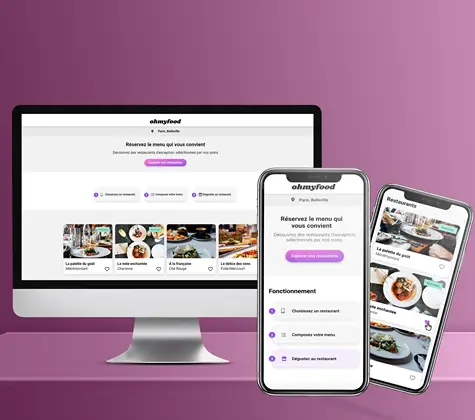 ohmyfood
Paris, Belleville
Réservez le menu qui vous convient
Découvrez des restaurants d'exception, sélectionnés par nos soins.
Explorer nos restaurants
1 Choisissez un restaurant
2 Composez votre menu
3 Dégustez au restaurant
La palette du goût
Ménilmontant
La note enchantée
Charonne
À la française
Cité Rouge
Le délice des sens
Folie-Méricourt
ohmyfood
Paris, Belleville
Réservez le menu qui
vous convient
Découvrez des restaurants d'exception,
sélectionnés par nos soins.
Explorer nos restaurants
Fonctionnement
1 Choisissez un restaurant
2 Composez votre menu
3 Dégustez au restaurant
Restaurants
La palette du goût
Ménilmontant
enchantée